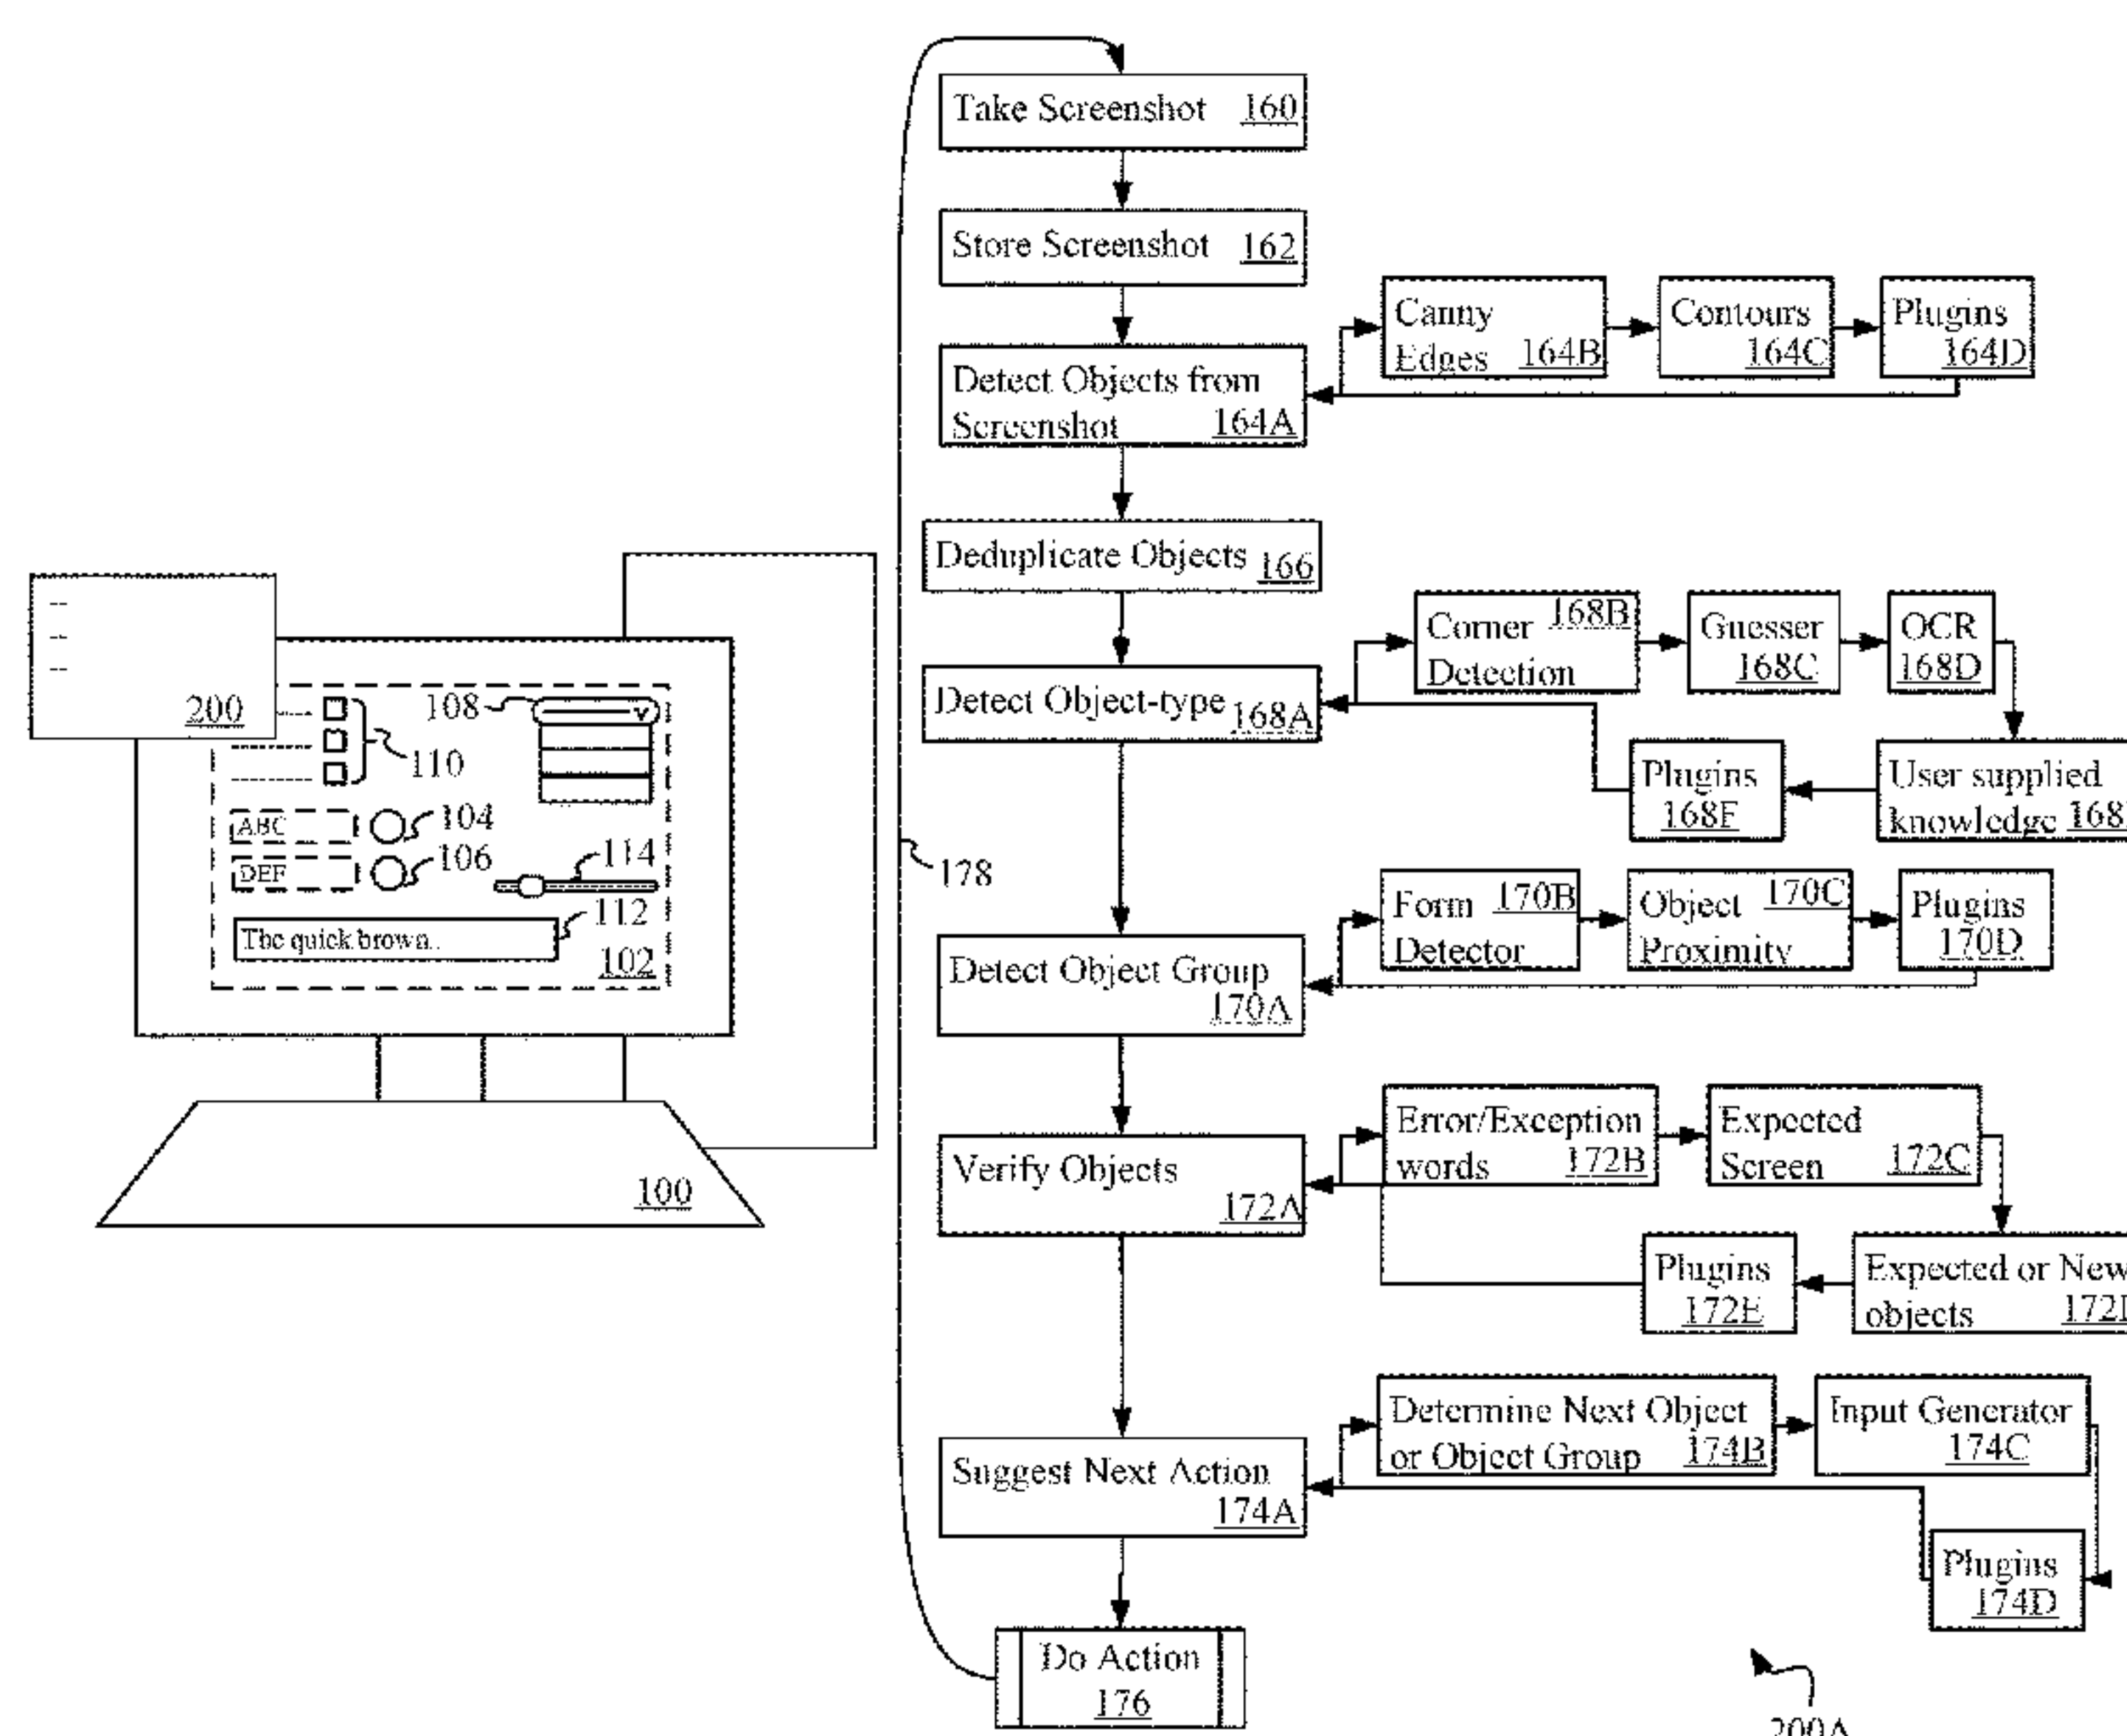 Take Screenshot 160
Store Screenshot 162
Canny
Edges 164B
Contours
164C
Plugins
164D
Detect Objects from
Screenshot 164A
Deduplicate Objects 166
Corner 168B
Detection
Guesser
168C
OCR
168D
Detect Object-type 168A
Plugins
168F
User supplied
knowledge 168
Form 170B
Detector
Object 170C
Proximity
Plugins
170D
Detect Object Group
170A
Error/Exception
words 172B
Expected
Screen 172C
Verify Objects
172A
Plugins
172E
Expected or New
objects 172
Determine Next Object
or Object Group 174B
Input Generator
174C
Suggest Next Action
174A
Plugins
174D
Do Action
176
178
200A
200
108
110
ABC 104
DEF 106
114
112
The quick brown..
102
100